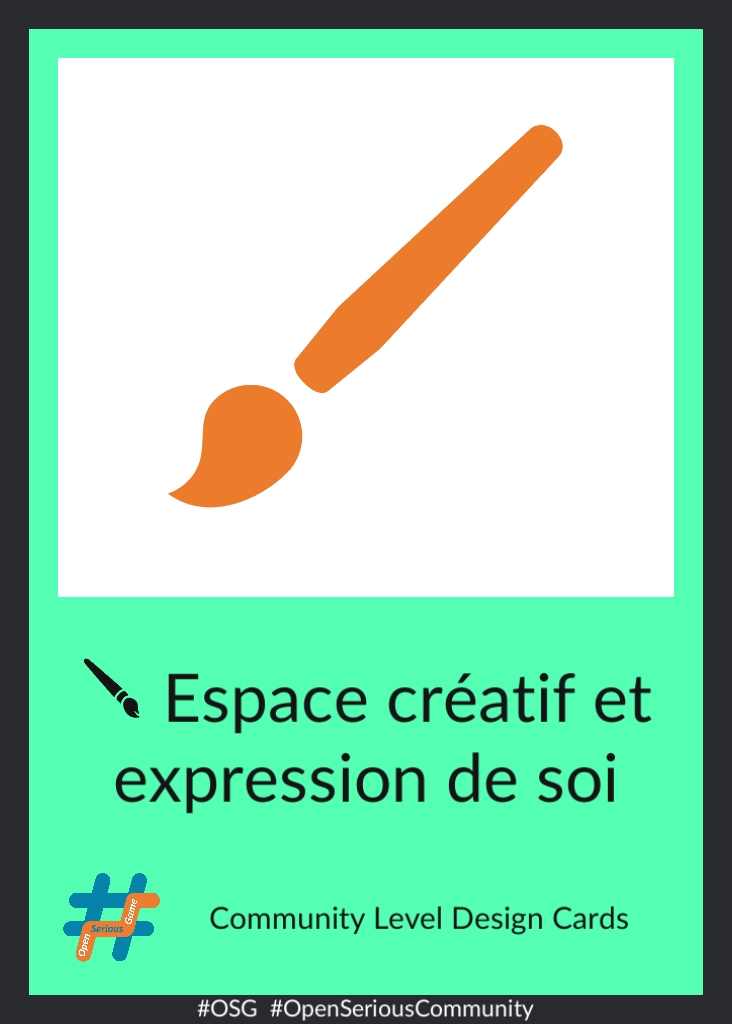 Espace créatif et
expression de soi
Open Serious Game
Community Level Design Cards
#OSG #OpenSeriousCommunity